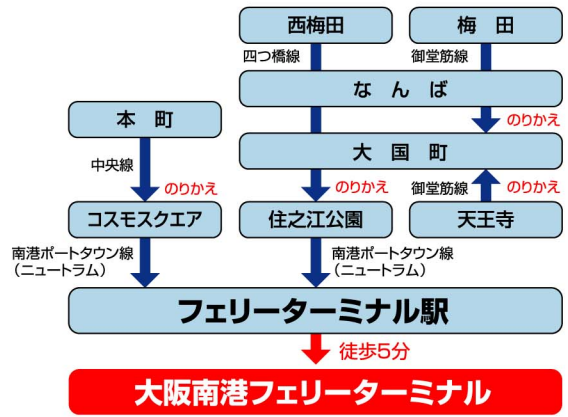 西梅田
梅 田
四つ橋線
御堂筋線
な ん ば
のりかえ
本 町
大 国 町
中央線
のりかえ
のりかえ
御堂筋線
のりかえ
コスモスクエア
住之江公園
天王寺
南港ポートタウン線
（ニュートラム）
南港ポートタウン線
（ニュートラム）
フェリーターミナル駅
徒歩5分
大阪南港フェリーターミナル